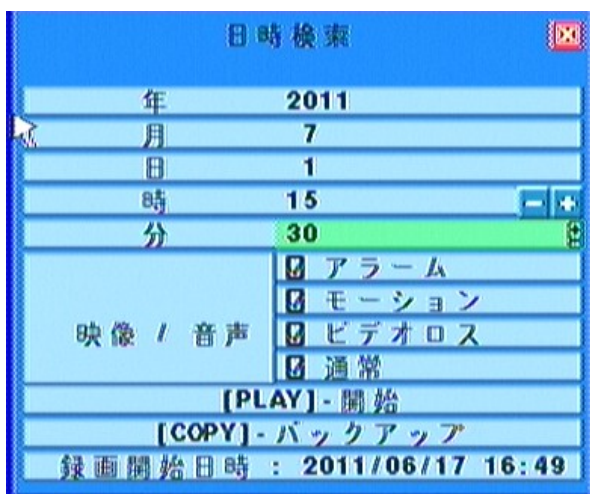 日時検索
年 2011
月 7
日 1
時 15
分 30
アラーム
モーション
映像 / 音声
ビデオロス
通常
[PLAY]-開始
[COPY]-バックアップ
録画開始日時 : 2011/06/17 16:49